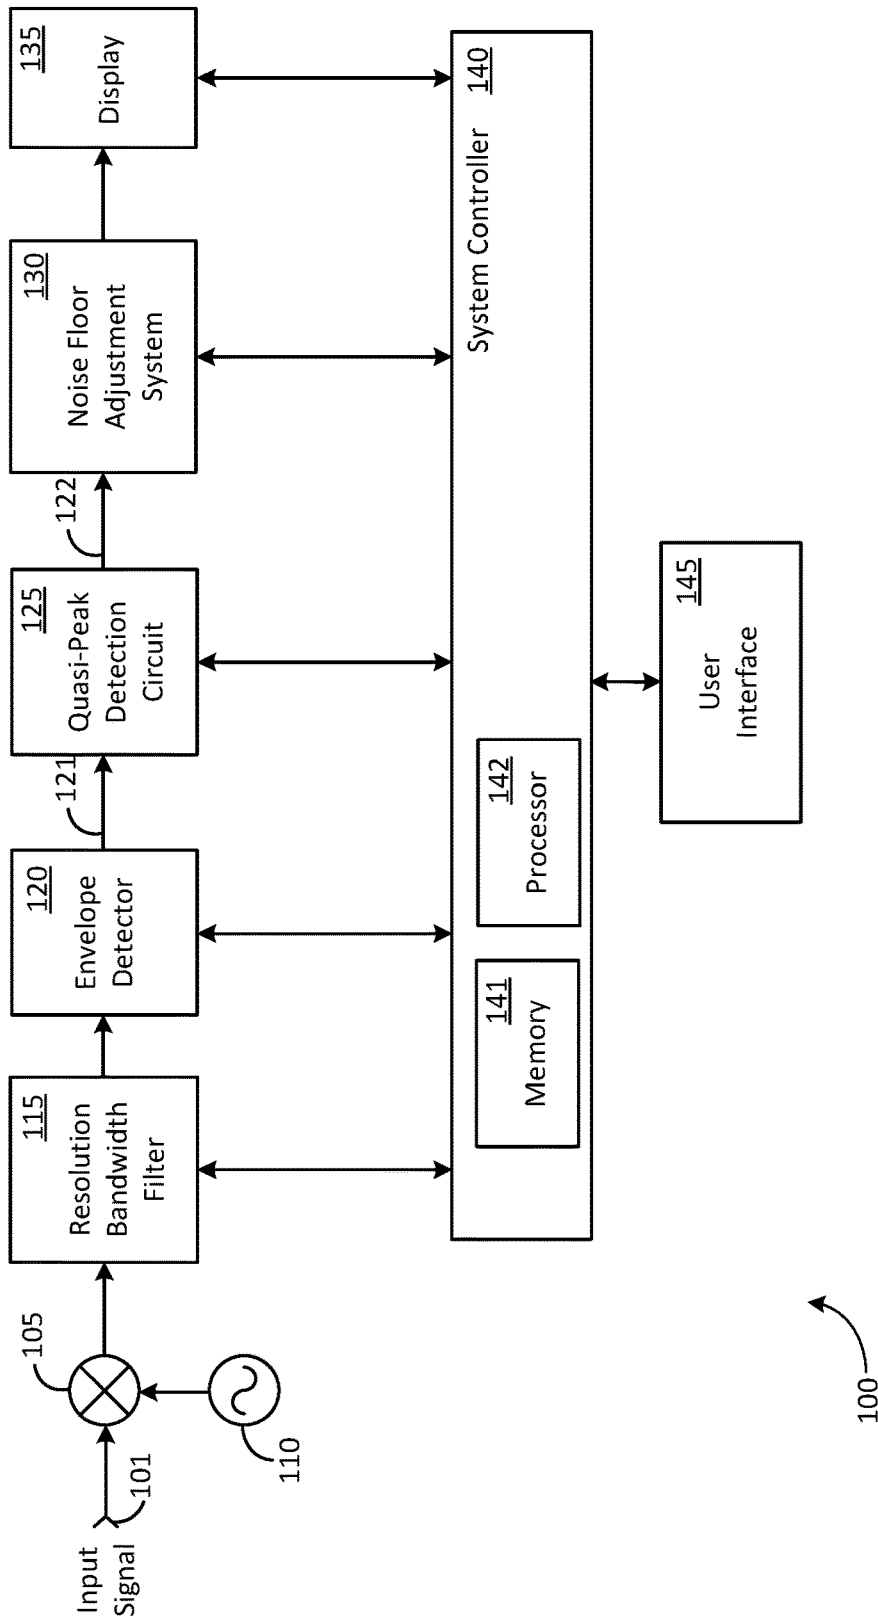 Input
Signal
101
105
110
115
Resolution
Bandwidth
Filter
120
Envelope
Detector
121
125
Quasi-Peak
Detection
Circuit
122
130
Noise Floor
Adjustment
System
135
Display
System Controller 140
141
Memory
142
Processor
145
User
Interface
100